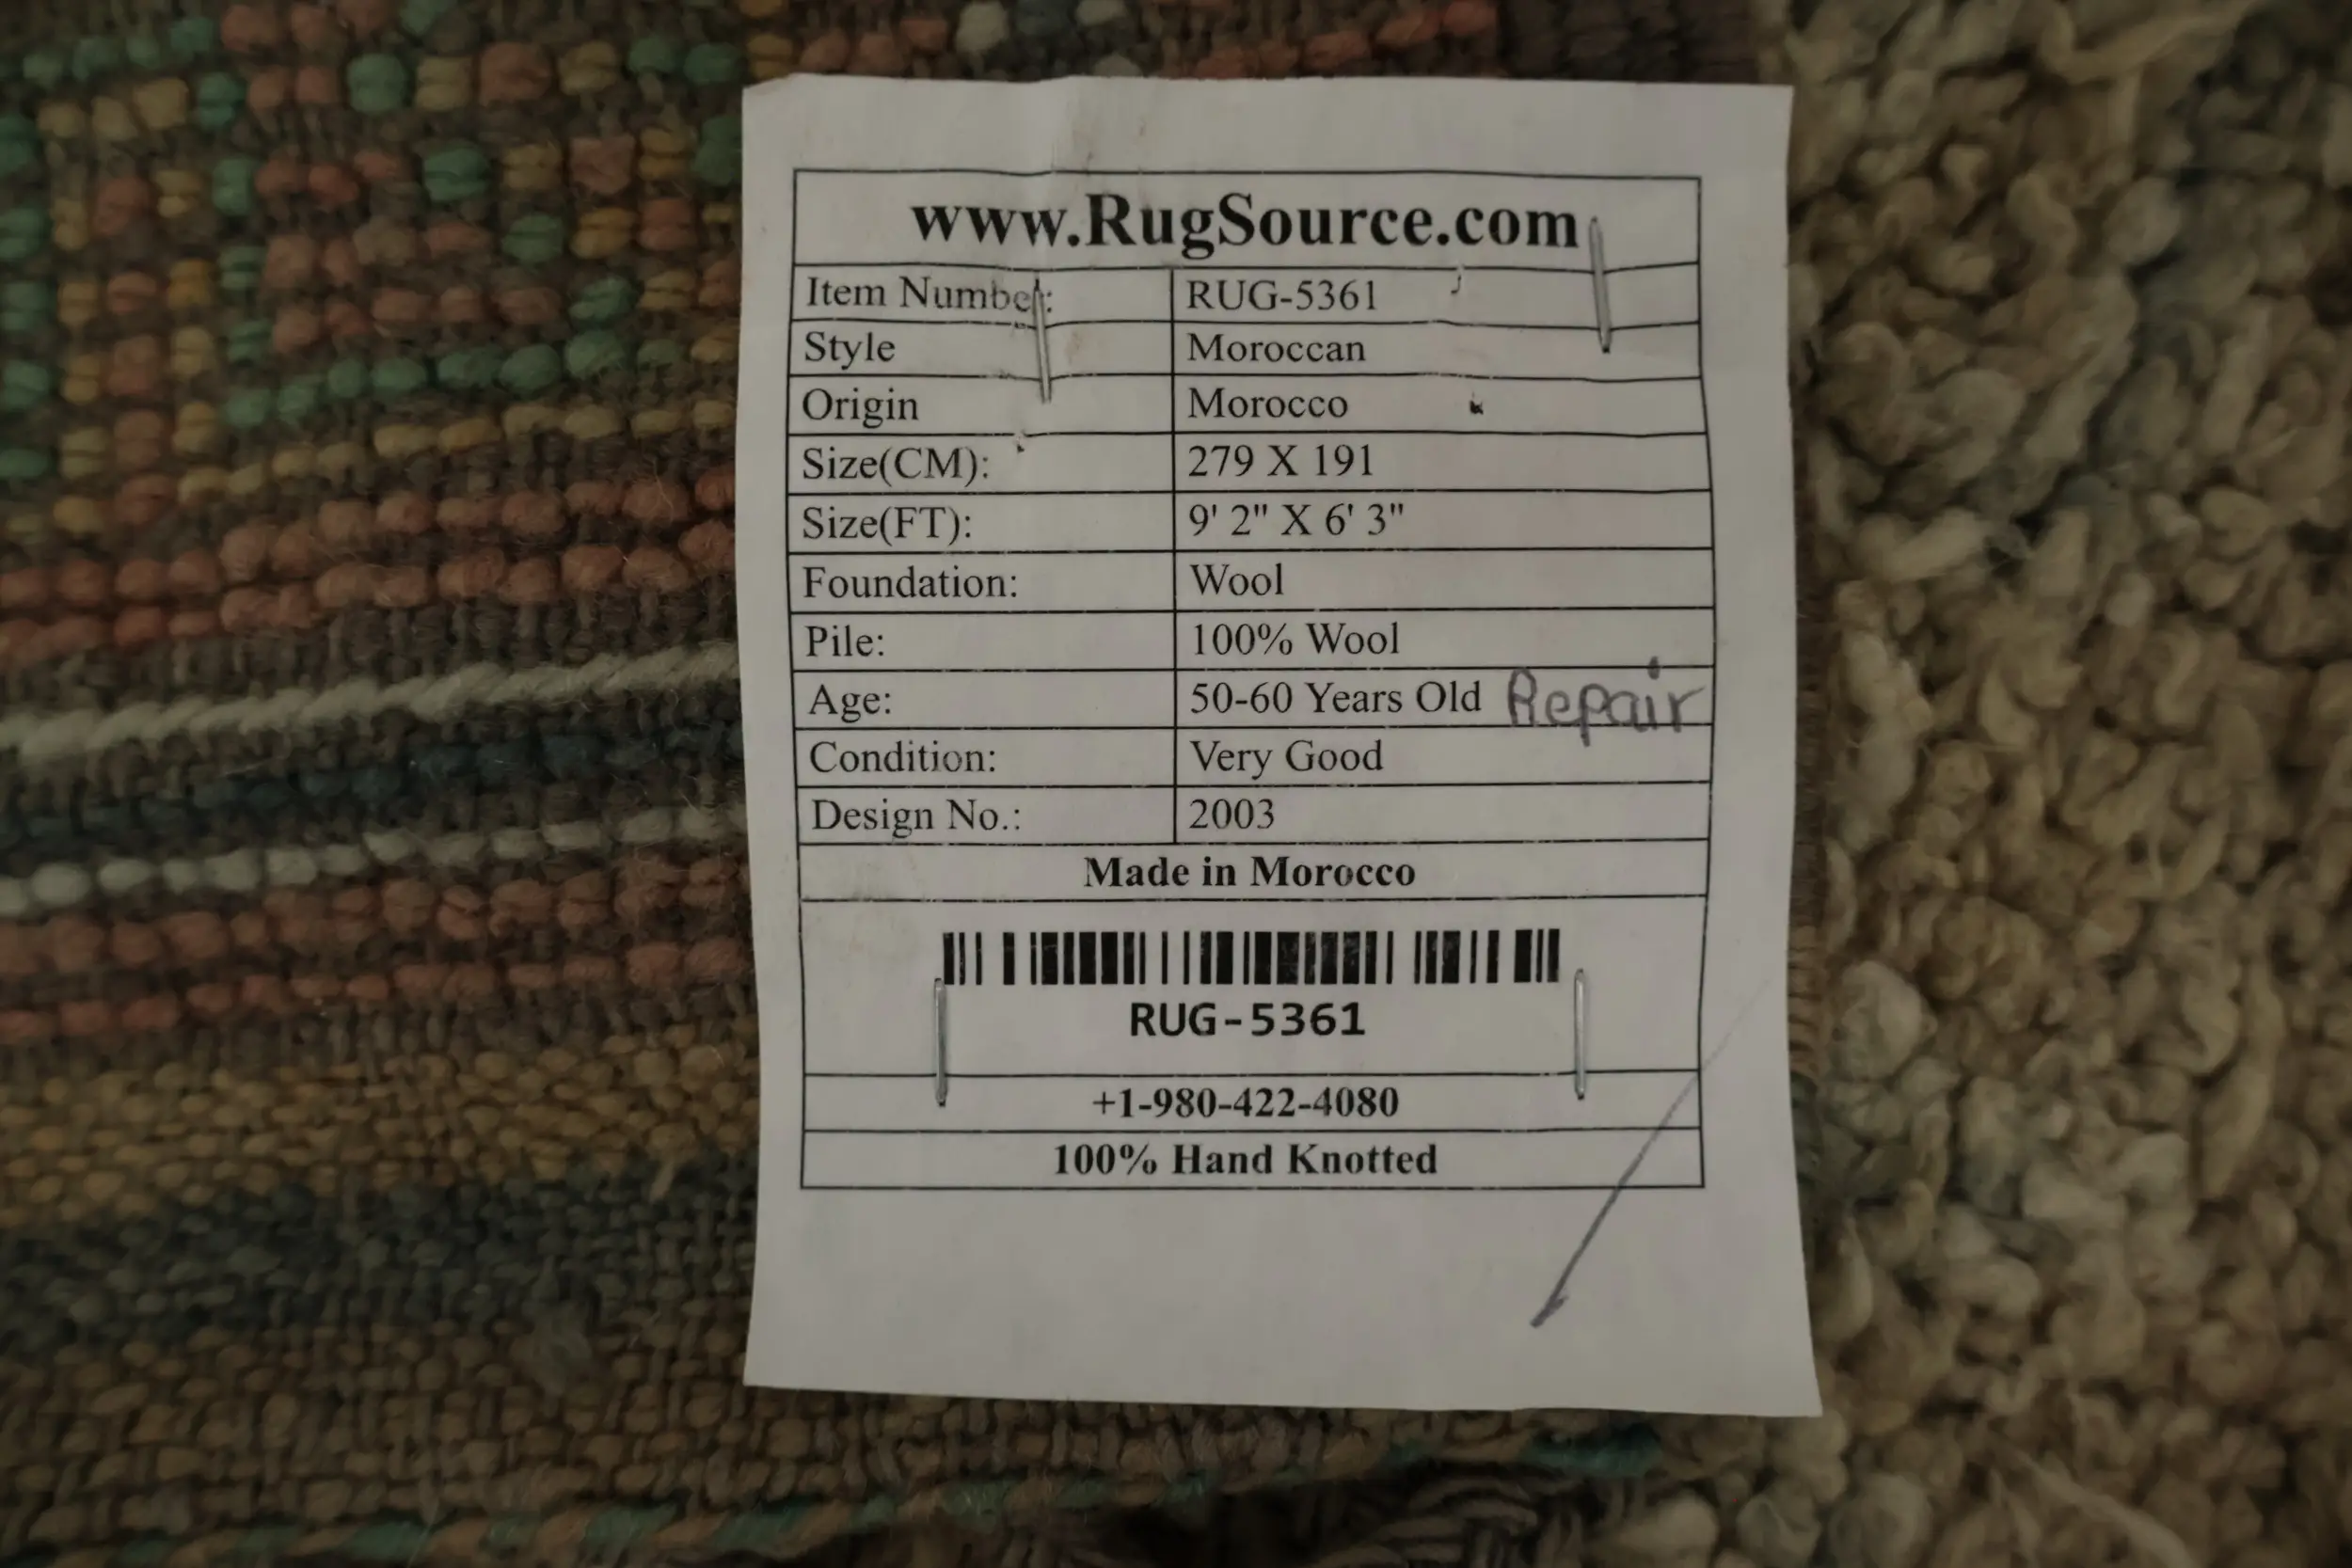 www.RugSource.com
Item Number: RUG-5361
Style Moroccan
Origin Morocco
Size(CM): 279 X 191
Size(FT): 9' 2" X 6' 3"
Foundation: Wool
Pile: 100% Wool
Age: 50-60 Years Old Repair
Condition: Very Good
Design No.: 2003
Made in Morocco
RUG-5361
+1-980-422-4080
100% Hand Knotted